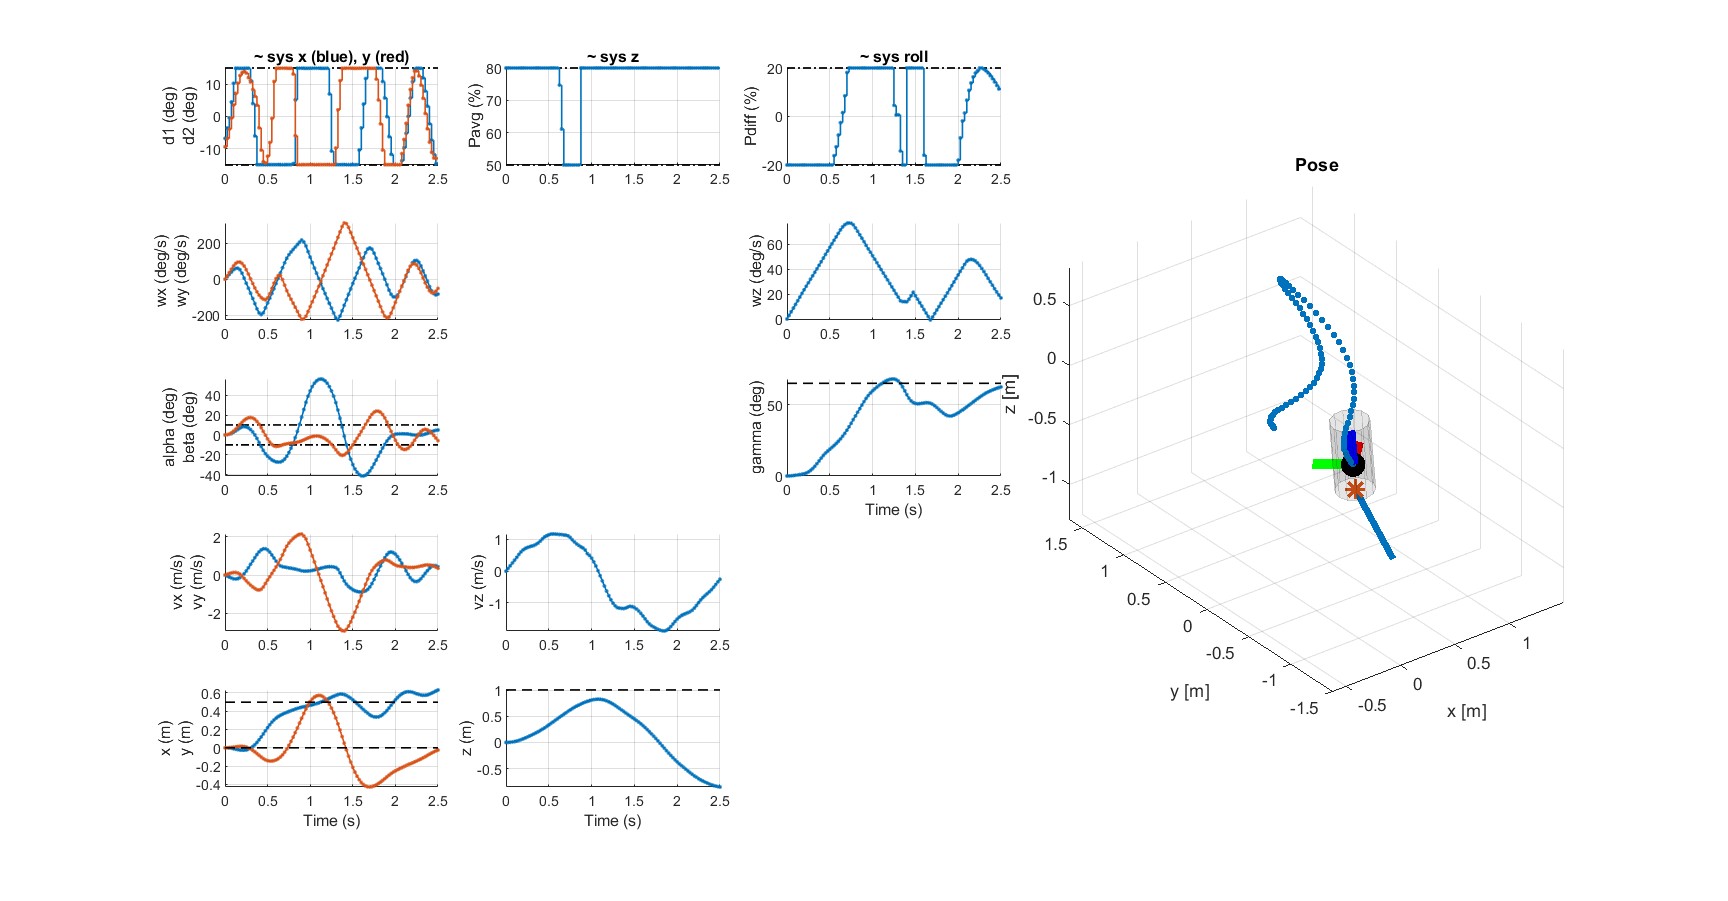 ~ sys x (blue), y (red)
~ sys z
~ sys roll
d1 (deg)
d2 (deg)
10
0
-10
0 0.5 1 1.5 2 2.5
Pavg (%)
80
70
60
50
0 0.5 1 1.5 2 2.5
Pdiff (%)
20
0
-20
0 0.5 1 1.5 2 2.5
wx (deg/s)
wy (deg/s)
200
0
-200
0 0.5 1 1.5 2 2.5
wz (deg/s)
60
40
20
0
0 0.5 1 1.5 2 2.5
alpha (deg)
beta (deg)
40
20
0
-20
-40
0 0.5 1 1.5 2 2.5
gamma (deg)
50
0
0 0.5 1 1.5 2 2.5
Time (s)
vx (m/s)
vy (m/s)
2
0
-2
0 0.5 1 1.5 2 2.5
vz (m/s)
1
0
-1
0 0.5 1 1.5 2 2.5
x (m)
y (m)
0.6
0.4
0.2
0
-0.2
-0.4
0 0.5 1 1.5 2 2.5
Time (s)
z (m)
1
0.5
0
-0.5
0 0.5 1 1.5 2 2.5
Time (s)
Pose
z [m]
0.5
0
-0.5
-1
1.5
1
0.5
0
-0.5
-1
-1.5
y [m]
-0.5
0
0.5
1
x [m]